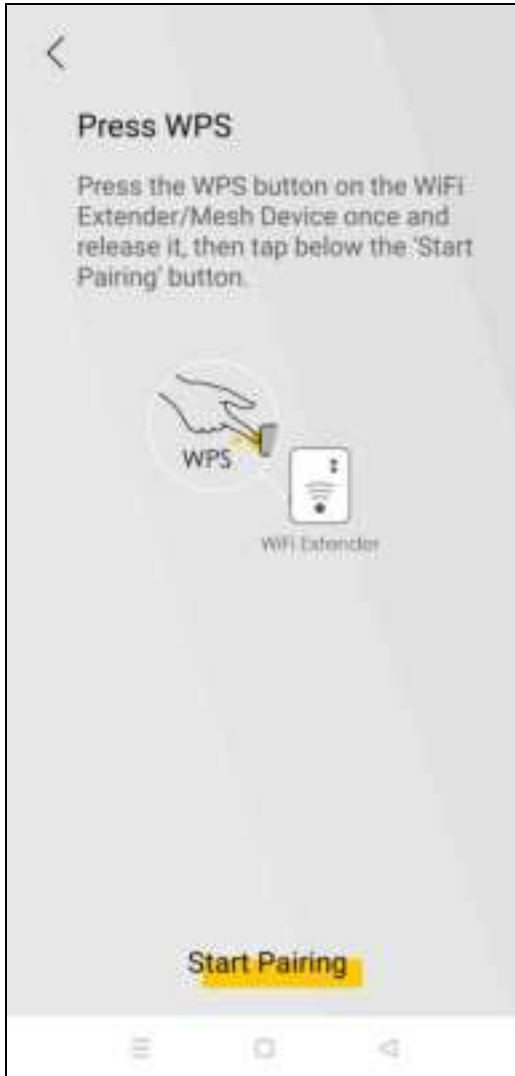 Press WPS
Press the WPS button on the WiFi
Extender/Mesh Device once and
release it, then tap below the 'Start
Pairing' button.
WPS
WiFi Extender
Start Pairing